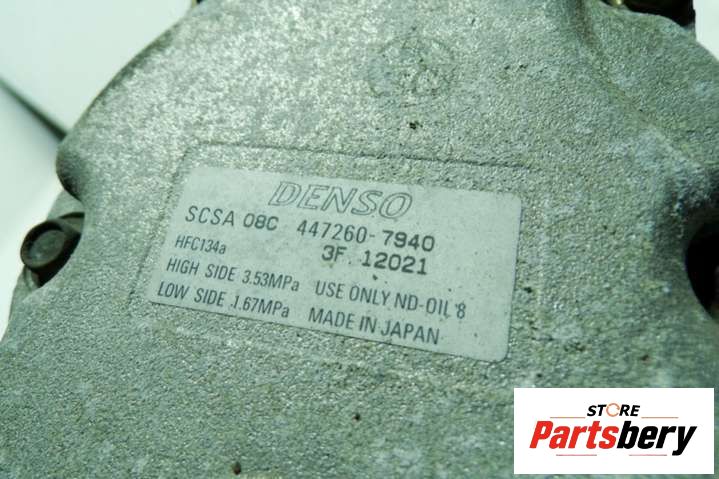 DENSO
SCSA 08C 447260-7940
HFC134a 3F. 12021
HIGH SIDE 3.53MPa USE ONLY ND-OIL 8
LOW SIDE 1.67MPa MADE IN JAPAN
STORE
Partsbery